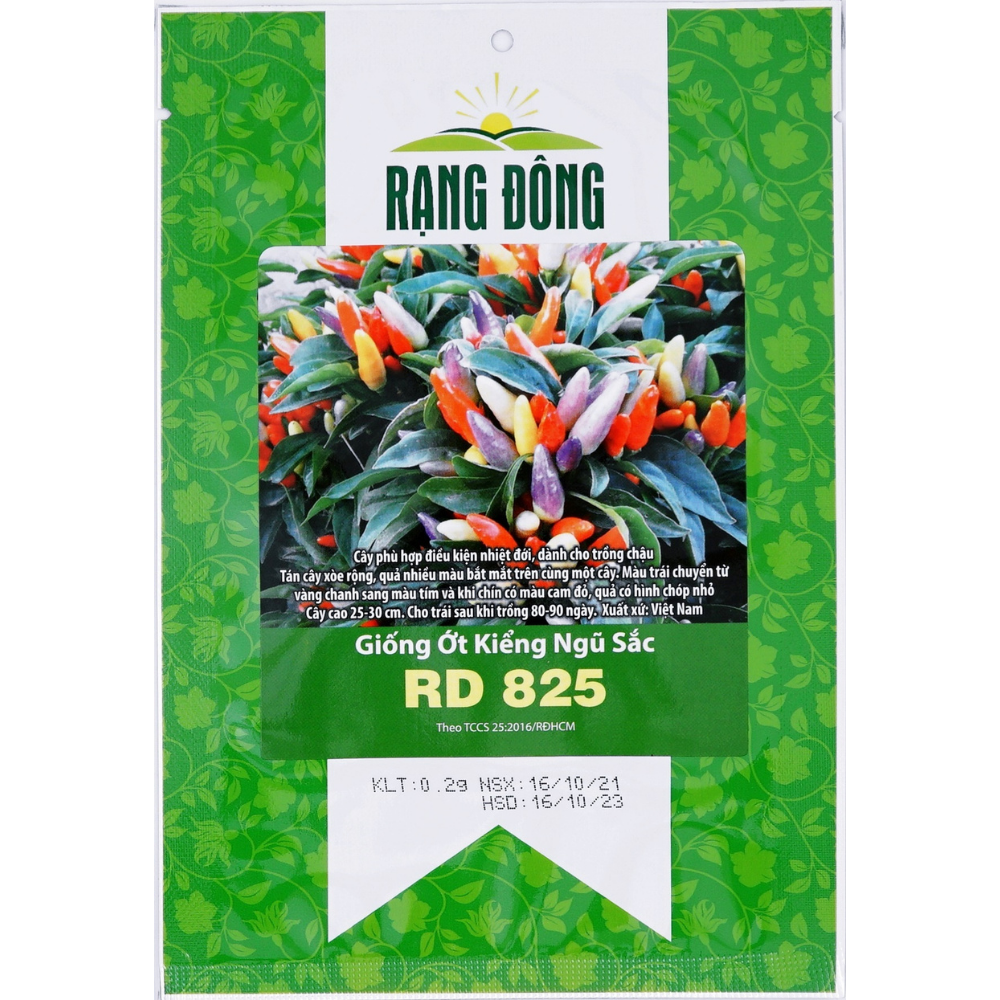 RẠNG ĐÔNG
Cây phù hợp điều kiện nhiệt đới, dành cho trồng chậu
Tán cây xòe rộng, quả nhiều màu bắt mắt trên cùng một cây. Màu trái chuyển từ
vàng chanh sang màu tím và khi chín có màu cam đỏ, quả có hình chóp nhỏ
Cây cao 25-30 cm. Cho trái sau khi trồng 80-90 ngày. Xuất xứ: Việt Nam
Giống Ớt Kiểng Ngũ Sắc
RD 825
Theo TCCS 25:2016/RĐHCM
KLT:0.2g NSX:16/10/21
HSD:16/10/23